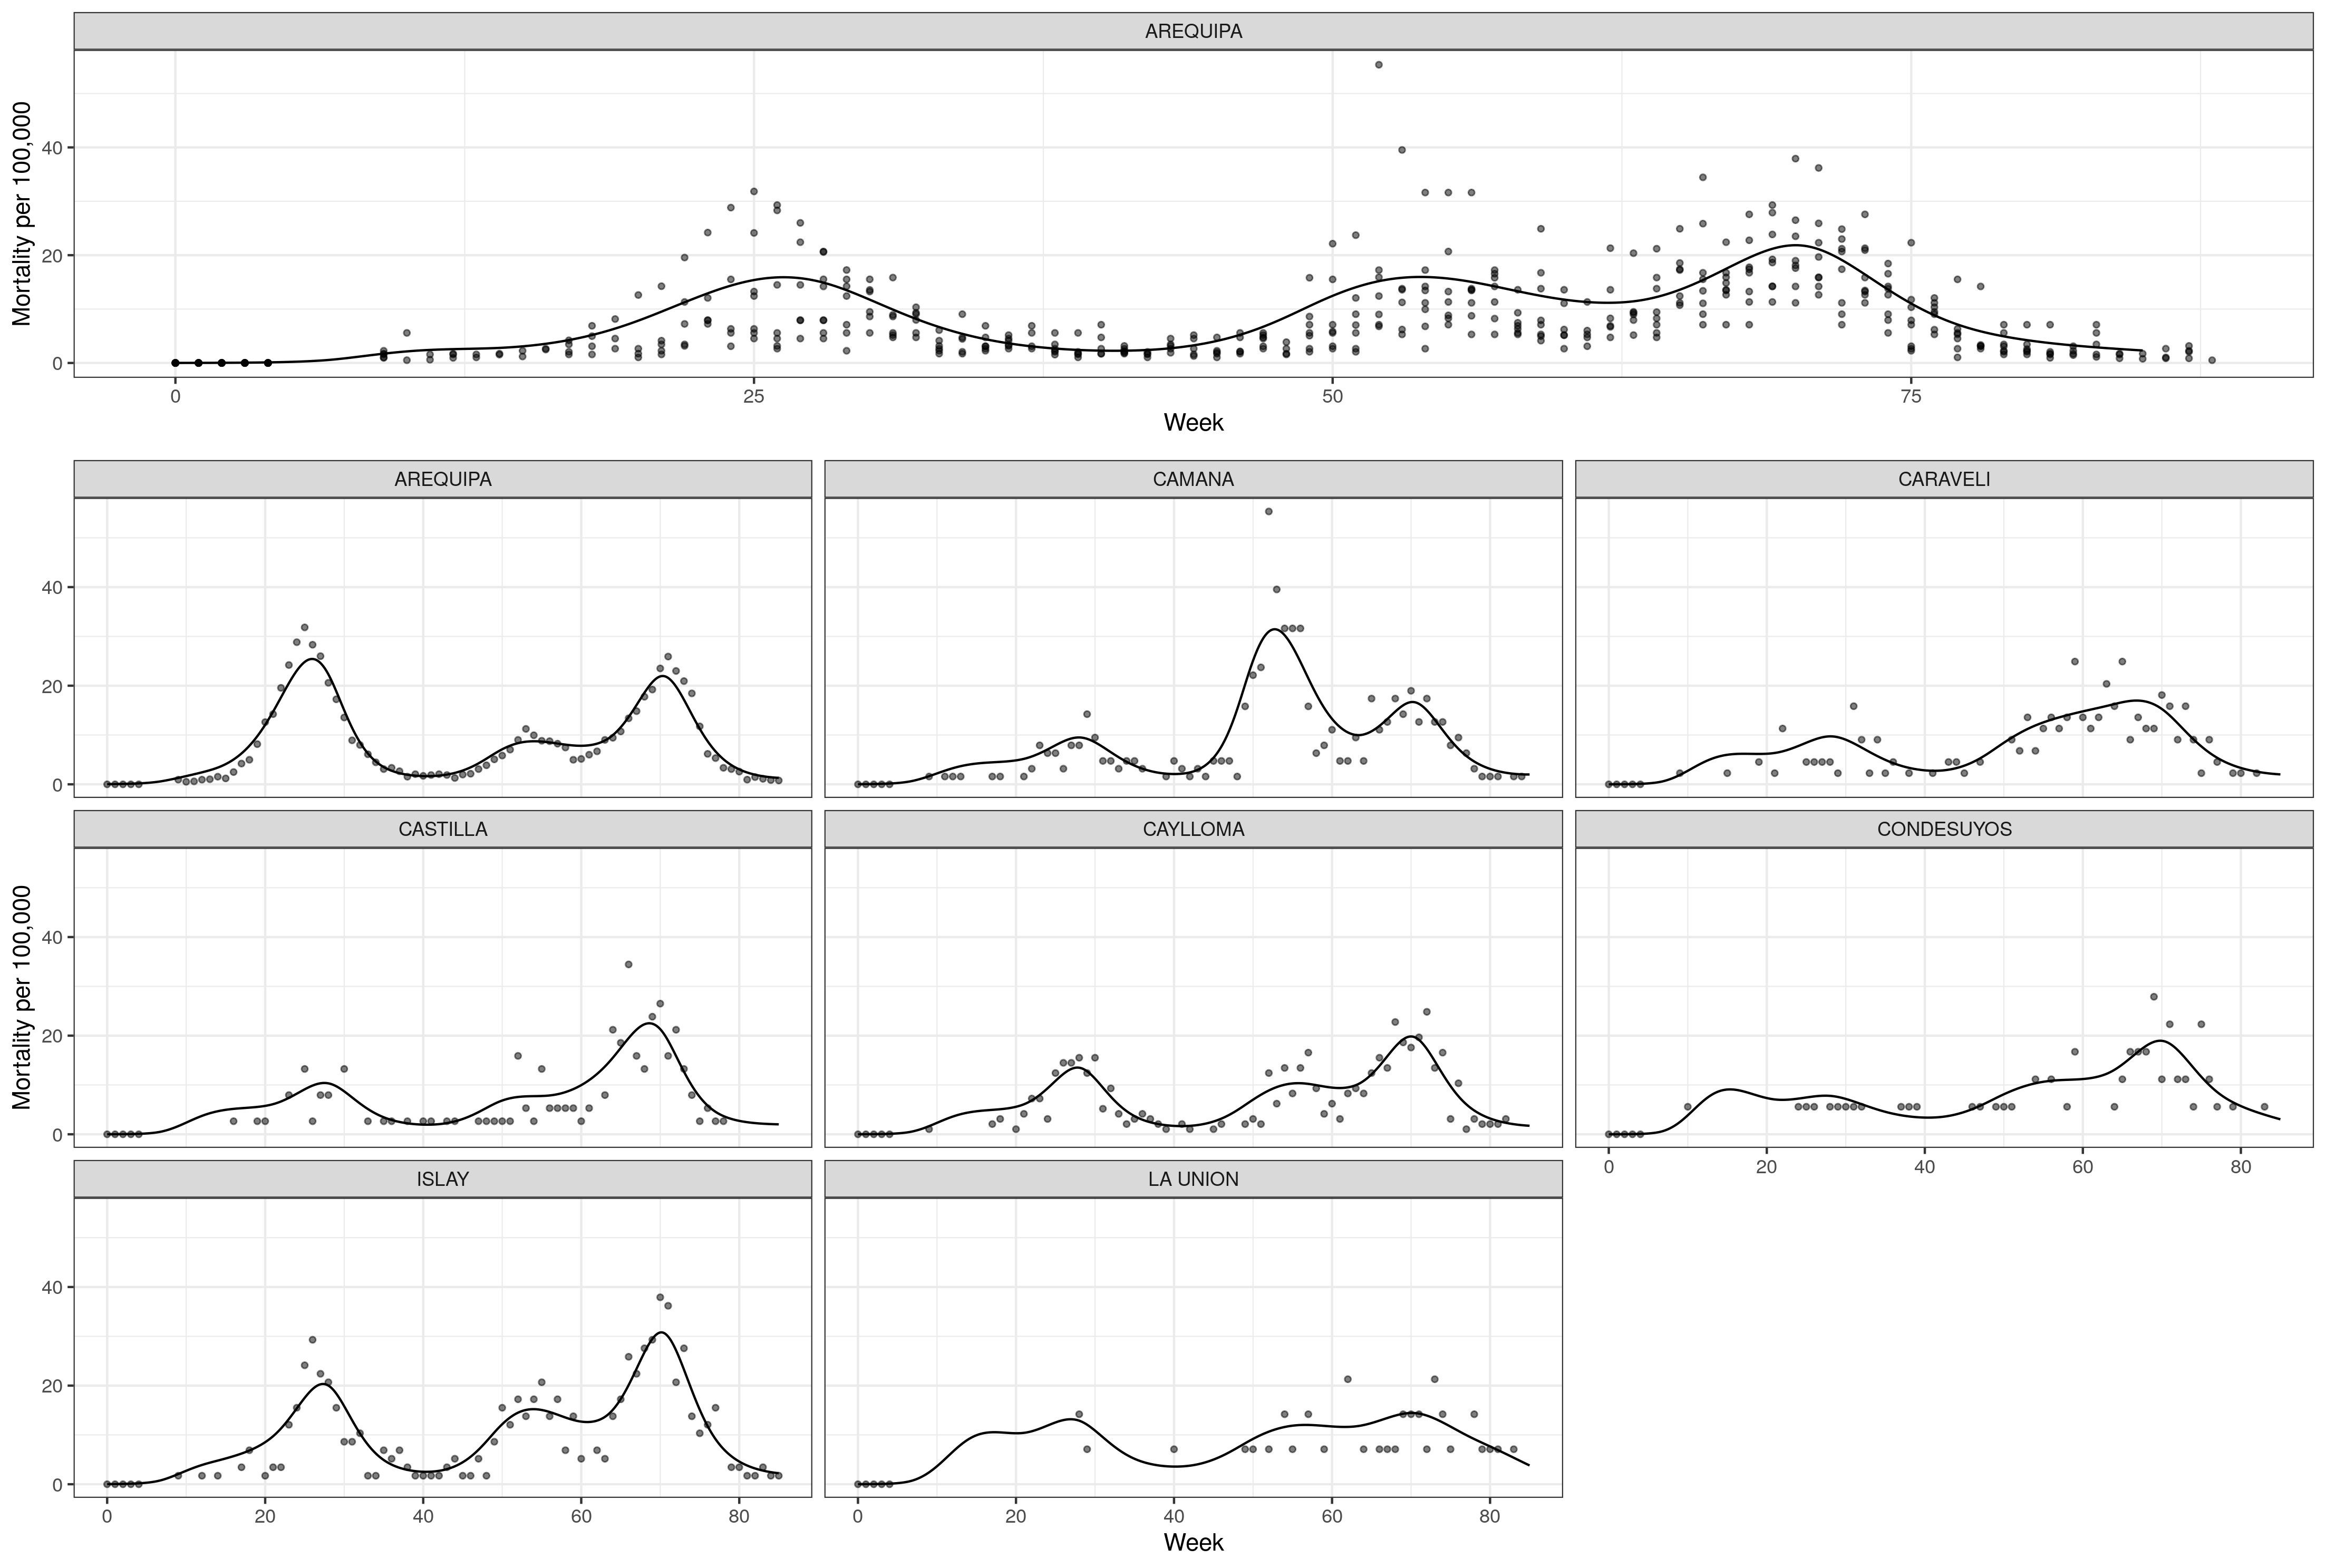 AREQUIPA
Mortality per 100,000
40
20
0
0 25 50 75
Week
AREQUIPA CAMANA CARAVELI
40
20
0
CASTILLA CAYLLOMA CONDESUYOS
Mortality per 100,000
40
20
0
0 20 40 60 80
ISLAY LA UNION
40
20
0
0 20 40 60 80 0 20 40 60 80
Week